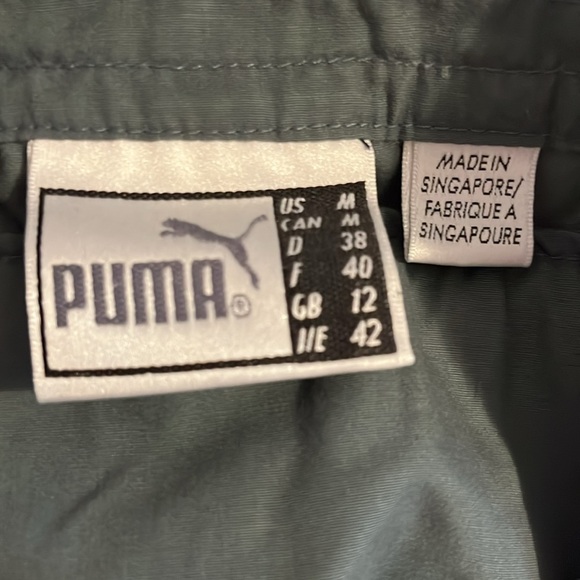 PUMA®
US M
CAN M
D 38
F 40
GB 12
I/E 42
MADE IN
SINGAPORE/
FABRIQUE A
SINGAPOURE